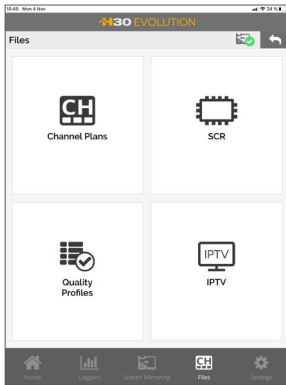 10:45 Mon 4 Nov
24 %
H30 EVOLUTION
Files
CH
Channel Plans
SCR
Quality
Profiles
IPTV
IPTV
CH
Home
Loggers
Screen Mirroring
Files
Settings